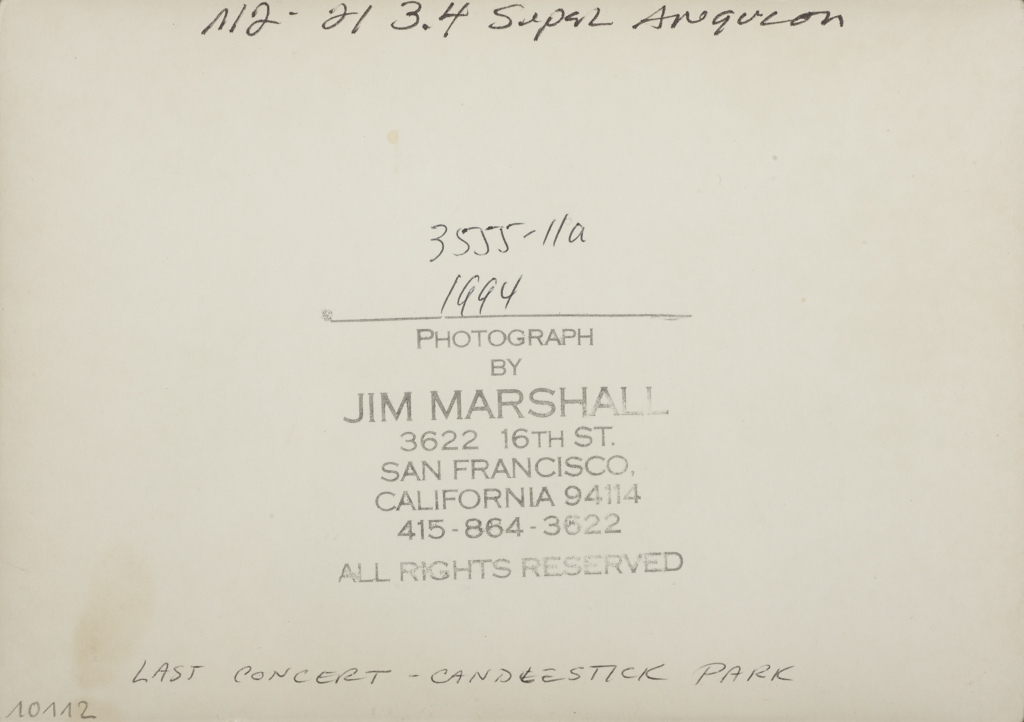 M2 - 21 3.4 Super Angulon
3555-11a
1994
PHOTOGRAPH
BY
JIM MARSHALL
3622 16TH ST.
SAN FRANCISCO,
CALIFORNIA 94114
415-864-3622
ALL RIGHTS RESERVED
LAST CONCERT - CANDLESTICK PARK
10112